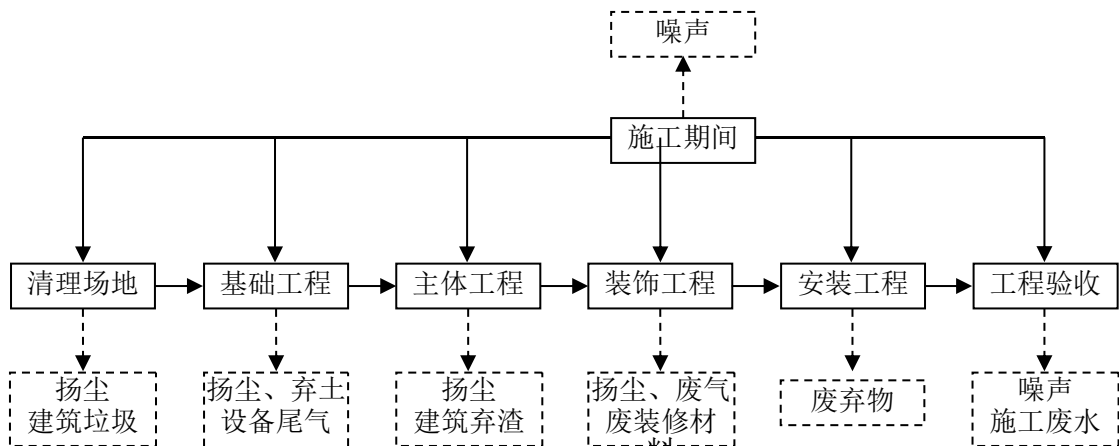 噪声
施工期间
清理场地
基础工程
主体工程
装饰工程
安装工程
工程验收
扬尘
建筑垃圾
扬尘、弃土
设备尾气
扬尘
建筑弃渣
扬尘、废气
废装修材
料
废弃物
噪声
施工废水